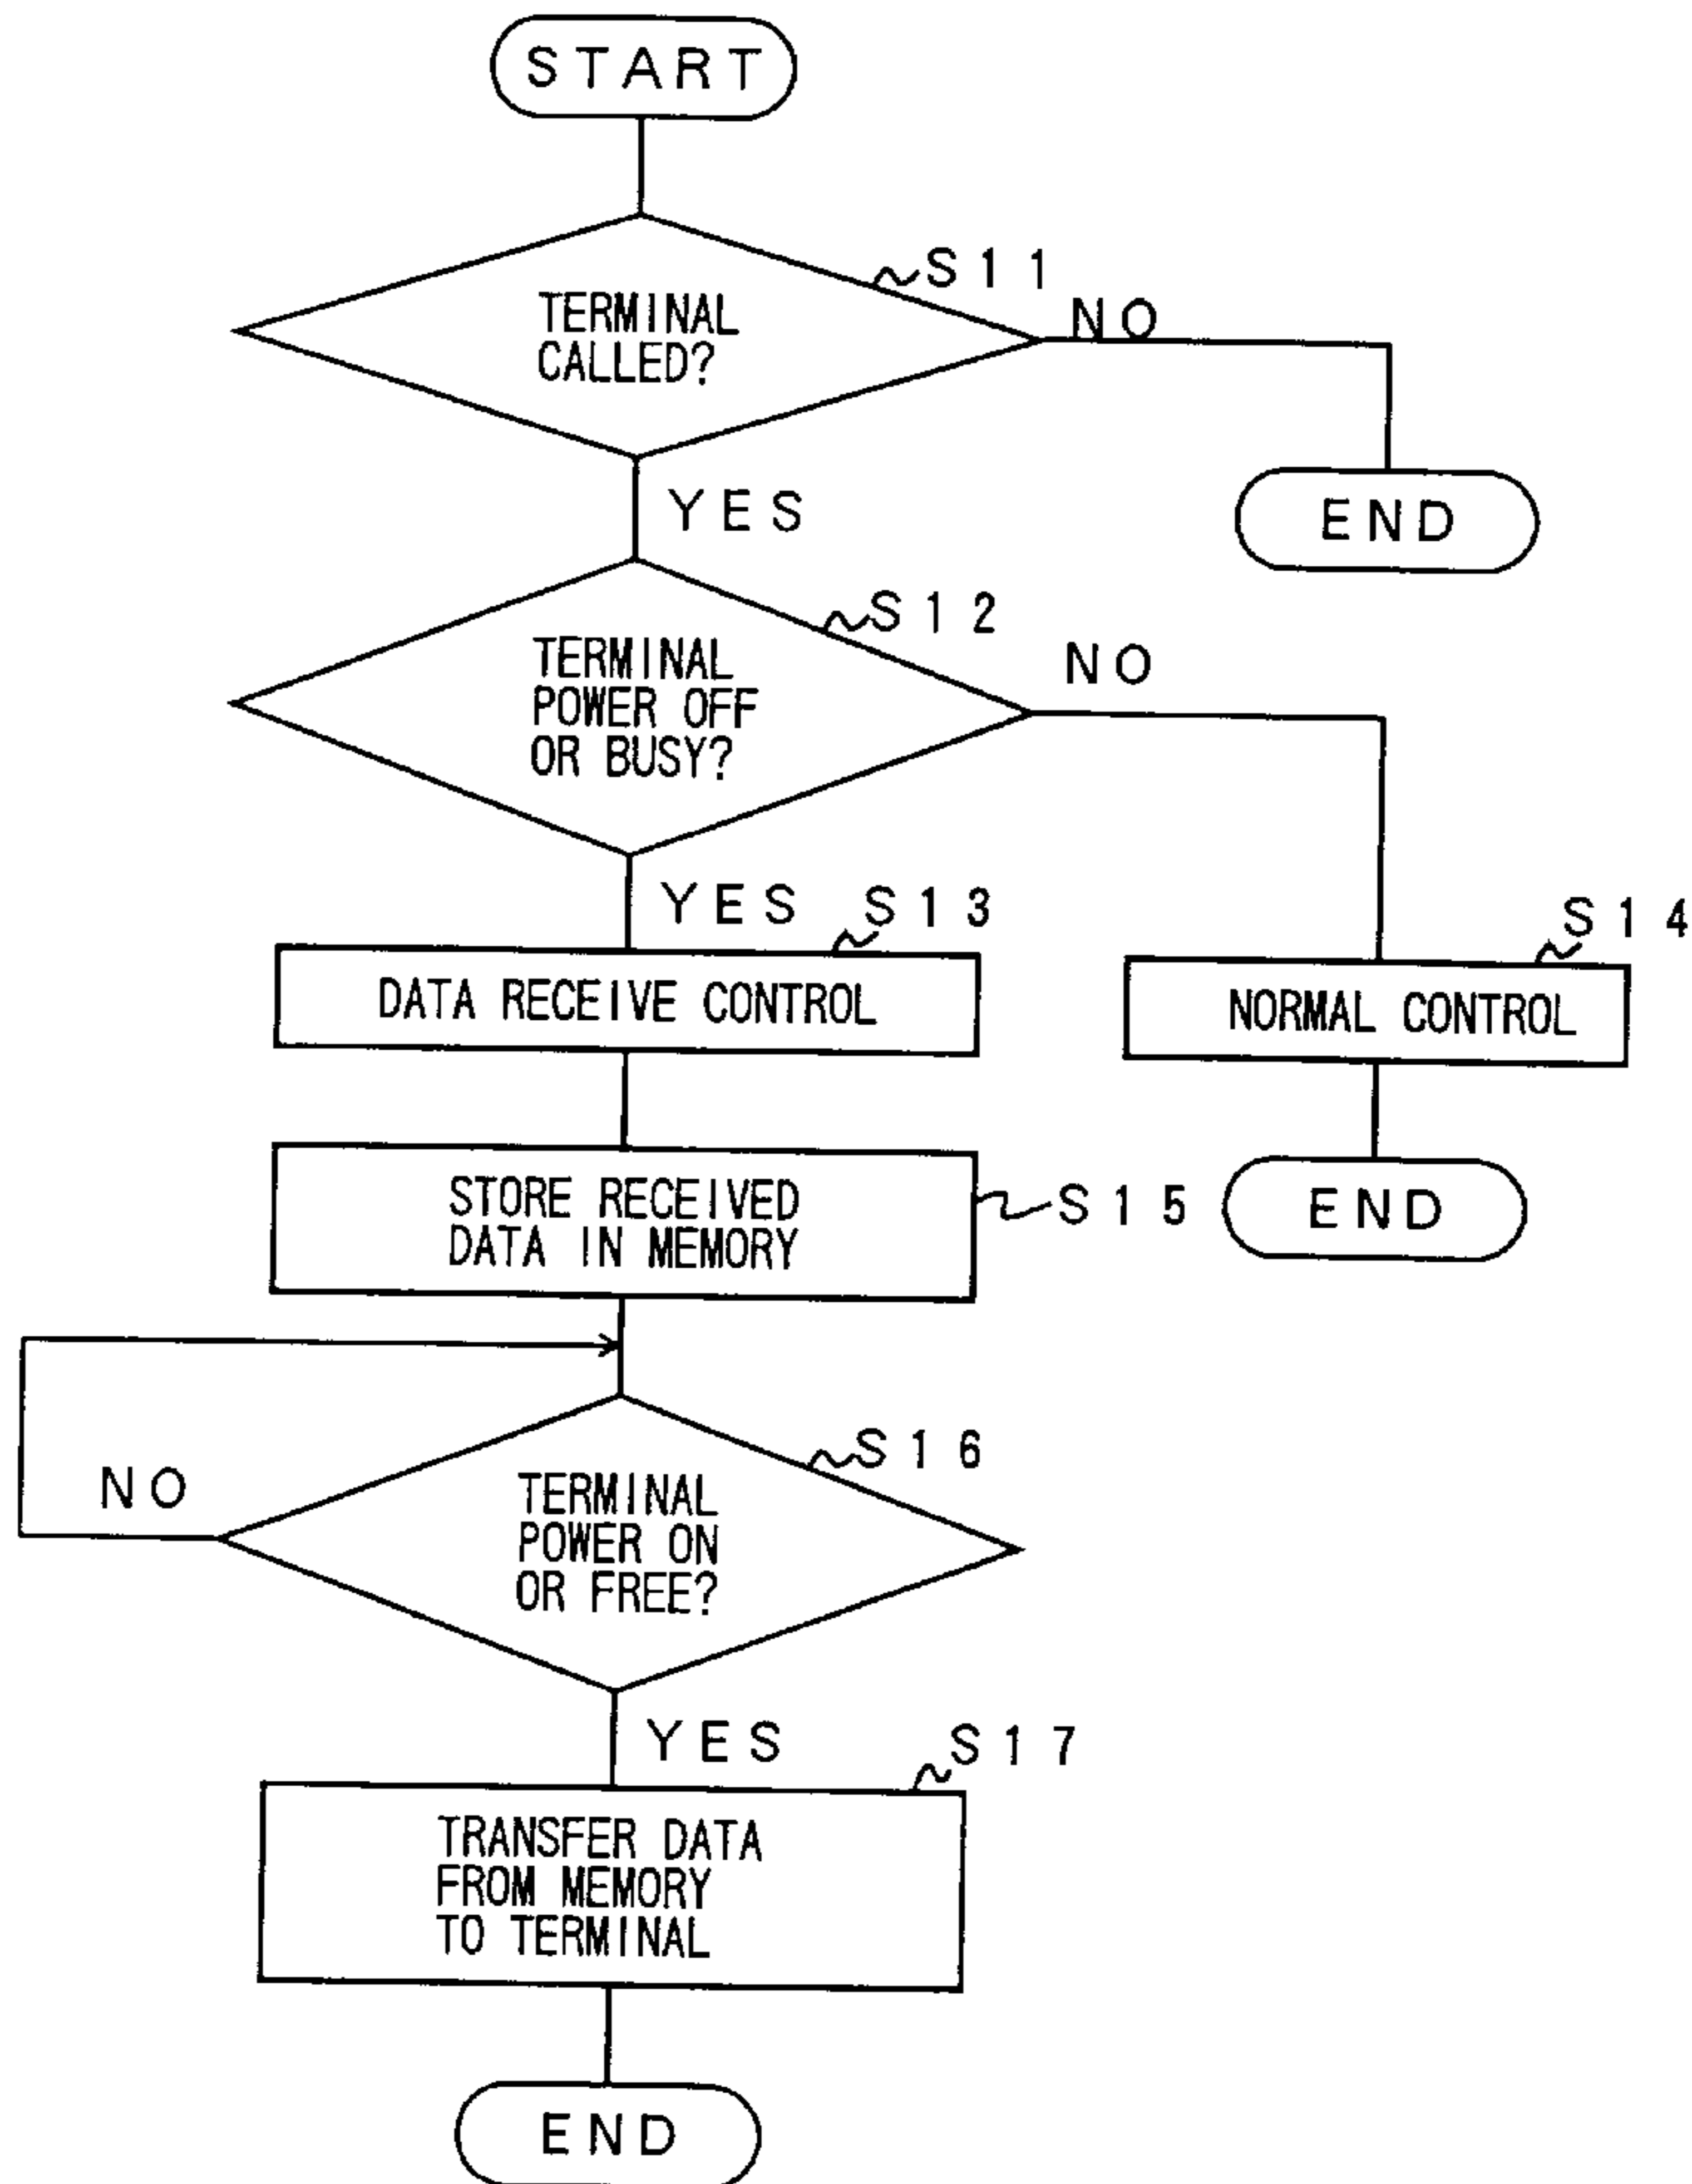 START
S11
TERMINAL
CALLED?
NO
YES
END
S12
TERMINAL
POWER OFF
OR BUSY?
NO
YES
S13
DATA RECEIVE CONTROL
S14
NORMAL CONTROL
STORE RECEIVED
DATA IN MEMORY
S15
END
S16
TERMINAL
POWER ON
OR FREE?
NO
YES
S17
TRANSFER DATA
FROM MEMORY
TO TERMINAL
END